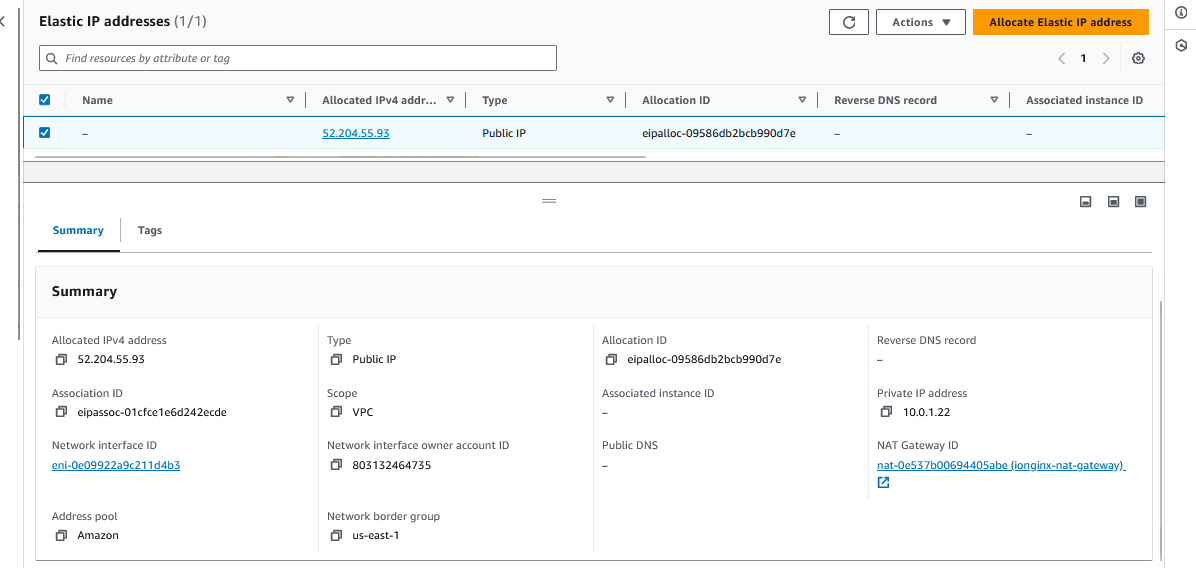 Elastic IP addresses (1/1)
Actions
Allocate Elastic IP address
Find resources by attribute or tag
1
Name Allocated IPv4 addr... Type Allocation ID Reverse DNS record Associated instance ID
– 52.204.55.93 Public IP eipalloc-09586db2bcb990d7e – –
Summary Tags
Summary
Allocated IPv4 address Type Allocation ID Reverse DNS record
52.204.55.93 Public IP eipalloc-09586db2bcb990d7e –
Association ID Scope Associated instance ID Private IP address
eipassoc-01cfce1e6d242ecde VPC – 10.0.1.22
Network interface ID Network interface owner account ID Public DNS NAT Gateway ID
eni-0e09922a9c211d4b3 803132464735 – nat-0e537b00694405abe (ionginx-nat-gateway)
Address pool Network border group
Amazon us-east-1